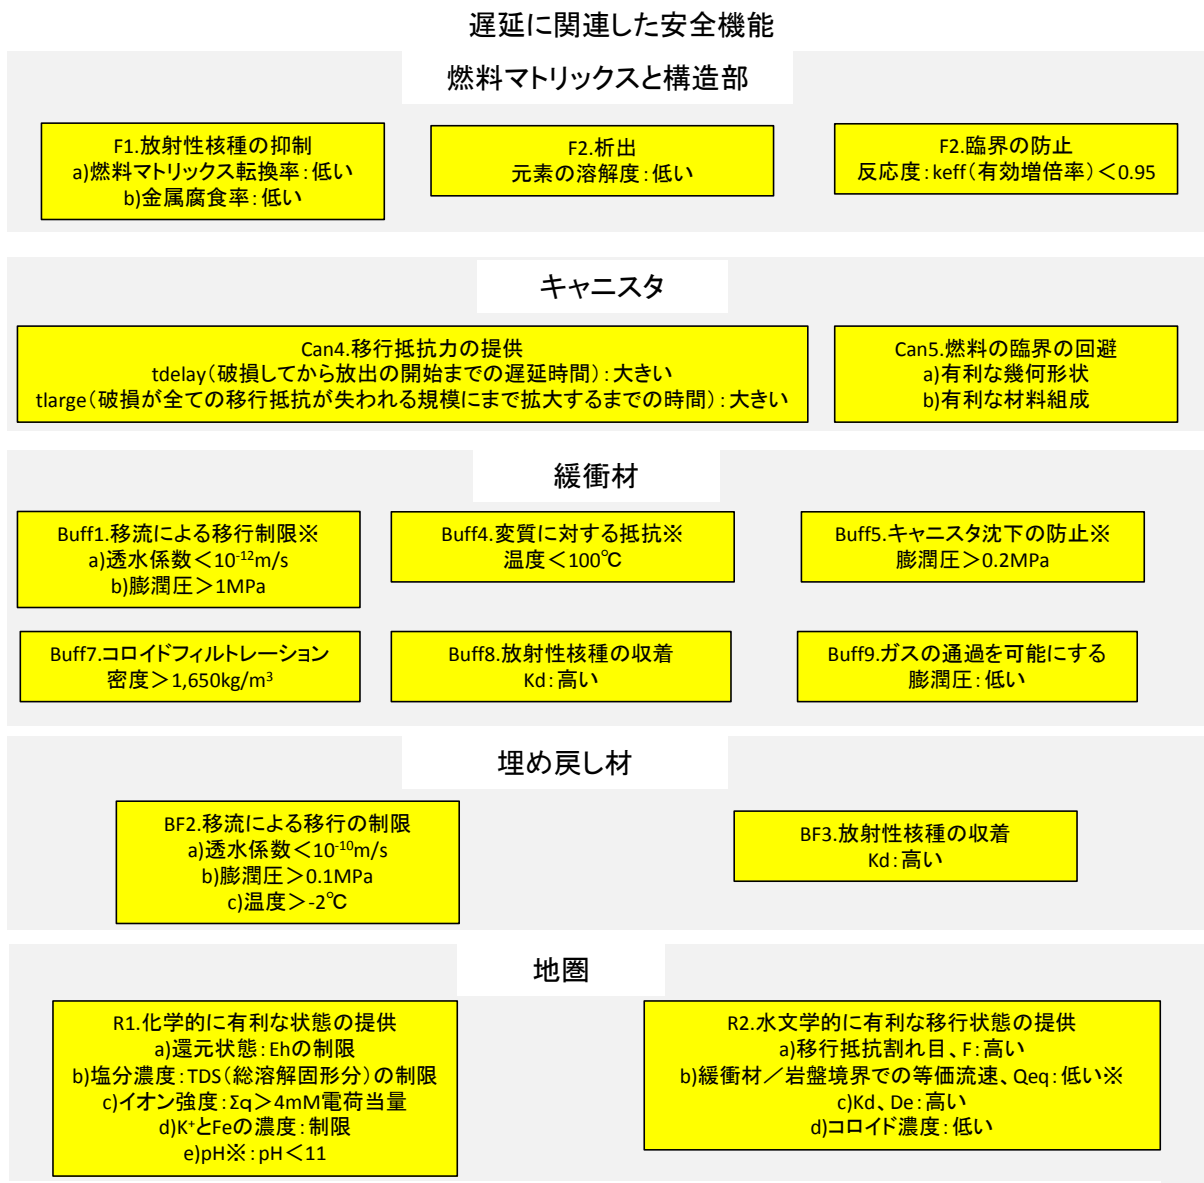 遅延に関連した安全機能
燃料マトリックスと構造部
F1.放射性核種の抑制
a)燃料マトリックス転換率：低い
b)金属腐食率：低い
F2.析出
元素の溶解度：低い
F2.臨界の防止
反応度：keff（有効増倍率）＜0.95
キャニスタ
Can4.移行抵抗力の提供
tdelay（破損してから放出の開始までの遅延時間）：大きい
tlarge（破損が全ての移行抵抗が失われる規模にまで拡大するまでの時間）：大きい
Can5.燃料の臨界の回避
a)有利な幾何形状
b)有利な材料組成
緩衝材
Buff1.移流による移行制限※
a)透水係数＜10⁻¹²m/s
b)膨潤圧＞1MPa
Buff4.変質に対する抵抗※
温度＜100℃
Buff5.キャニスタ沈下の防止※
膨潤圧＞0.2MPa
Buff7.コロイドフィルトレーション
密度＞1,650kg/m³
Buff8.放射性核種の収着
Kd：高い
Buff9.ガスの通過を可能にする
膨潤圧：低い
埋め戻し材
BF2.移流による移行の制限
a)透水係数＜10⁻¹⁰m/s
b)膨潤圧＞0.1MPa
c)温度＞-2℃
BF3.放射性核種の収着
Kd：高い
地圏
R1.化学的に有利な状態の提供
a)還元状態：Ehの制限
b)塩分濃度：TDS（総溶解固形分）の制限
c)イオン強度：Σq＞4mM電荷当量
d)K⁺とFeの濃度：制限
e)pH※：pH＜11
R2.水文学的に有利な移行状態の提供
a)移行抵抗割れ目、F：高い
b)緩衝材／岩盤境界での等価流速、Qeq：低い※
c)Kd、De：高い
d)コロイド濃度：低い